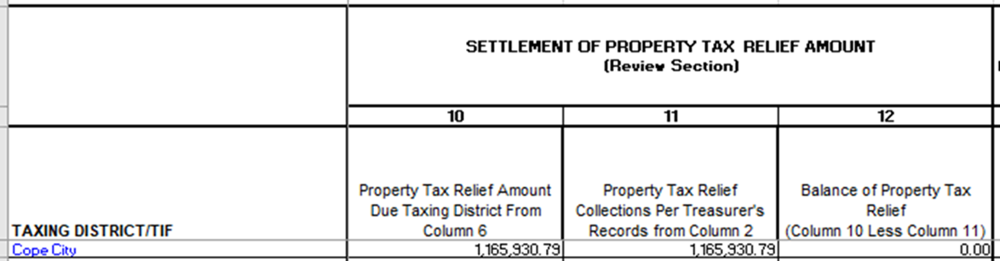 SETTLEMENT OF PROPERTY TAX RELIEF AMOUNT
(Review Section)
10 11 12
Property Tax Relief Amount
Due Taxing District From
Column 6
Property Tax Relief
Collections Per Treasurer's
Records from Column 2
Balance of Property Tax
Relief
(Column 10 Less Column 11)
TAXING DISTRICT/TIF
Cope City 1,165,930.79 1,165,930.79 0.00